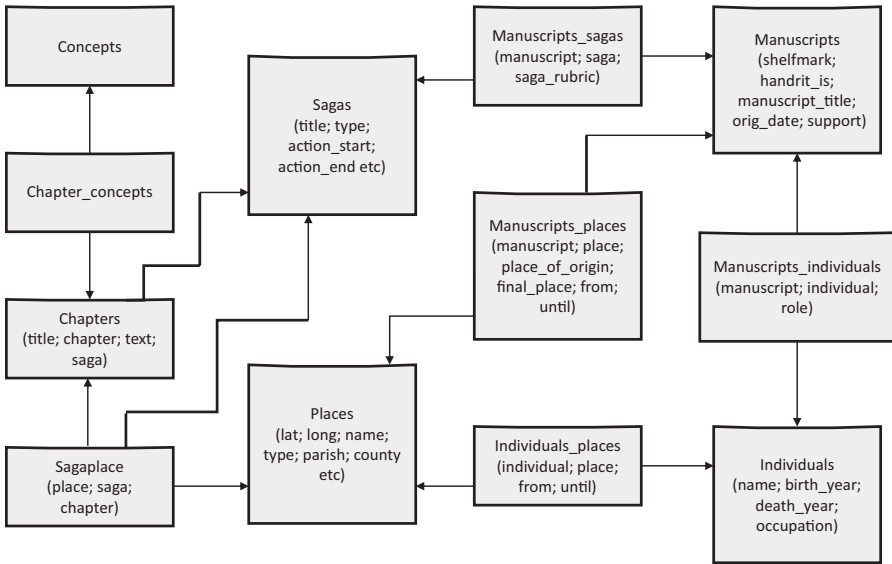 Concepts
Chapter_concepts
Chapters
(title; chapter; text;
saga)
Sagaplace
(place; saga;
chapter)
Sagas
(title; type;
action_start;
action_end etc)
Places
(lat; long; name;
type; parish; county
etc)
Manuscripts_sagas
(manuscript; saga;
saga_rubric)
Manuscripts_places
(manuscript; place;
place_of_origin;
final_place; from;
until)
Individuals_places
(individual; place;
from; until)
Manuscripts
(shelfmark;
handrit_is;
manuscript_title;
orig_date; support)
Manuscripts_individuals
(manuscript; individual;
role)
Individuals
(name; birth_year;
death_year;
occupation)